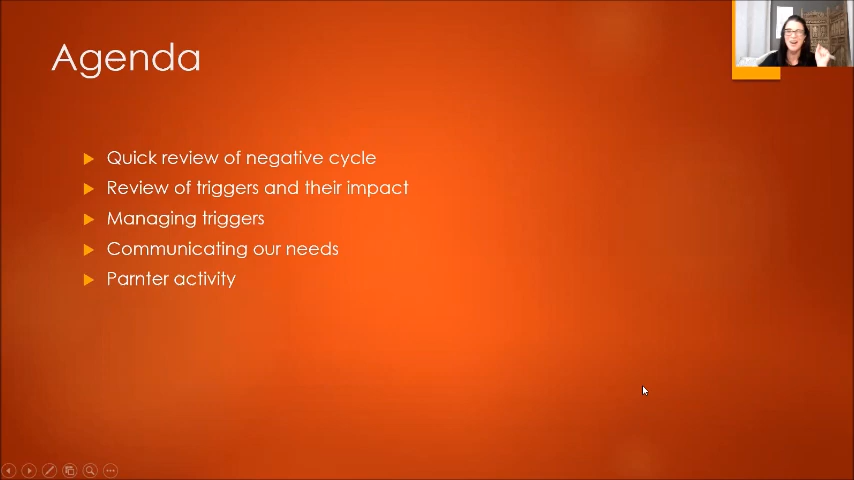 Agenda
Quick review of negative cycle
Review of triggers and their impact
Managing triggers
Communicating our needs
Parnter activity